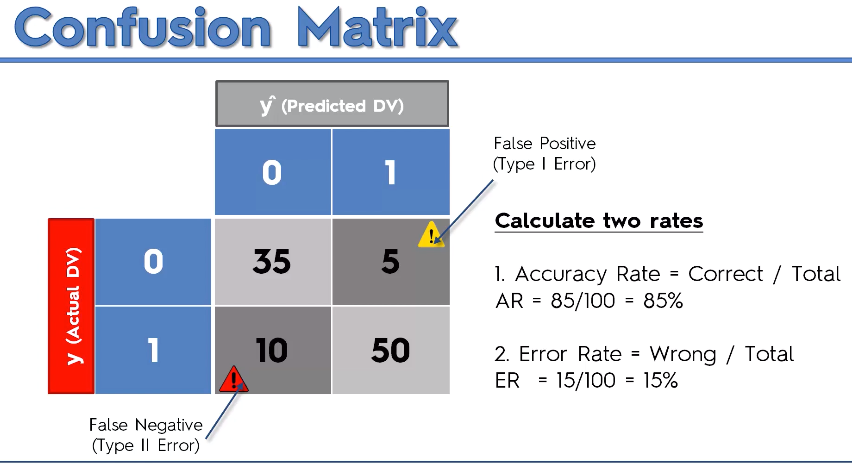 Confusion Matrix
ŷ (Predicted DV)
0 1
False Positive
(Type I Error)
y (Actual DV)
0 35 5
1 10 50
False Negative
(Type II Error)
Calculate two rates
1. Accuracy Rate = Correct / Total
AR = 85/100 = 85%
2. Error Rate = Wrong / Total
ER = 15/100 = 15%